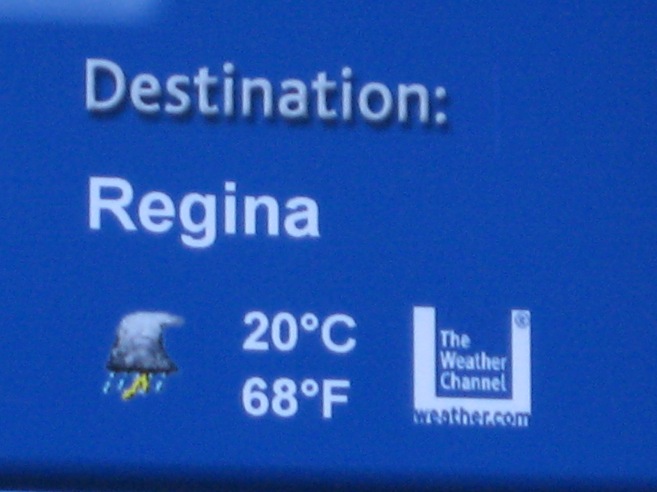 Destination:
Regina
20°C
68°F
The
Weather
Channel
®
weather.com